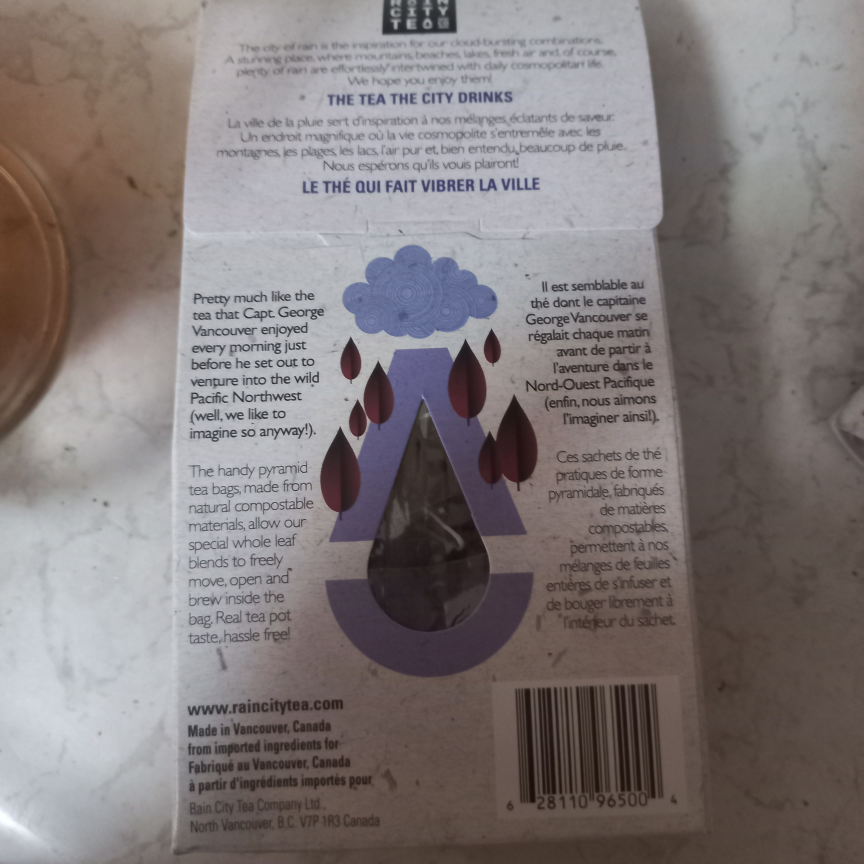 CITY
TEA
The city of rain is the inspiration for our cloud-bursting combinations.
A stunning place, where mountains, beaches, lakes, fresh air and, of course,
plenty of rain are effortlessly intertwined with daily cosmopolitan life.
We hope you enjoy them!
THE TEA THE CITY DRINKS
La ville de la pluie sert d'inspiration à nos mélanges éclatants de saveur.
Un endroit magnifique où la vie cosmopolite s'entremêle avec les
montagnes, les plages, les lacs, l'air pur et, bien entendu, beaucoup de pluie.
Nous espérons qu'ils vouis plairont!
LE THÉ QUI FAIT VIBRER LA VILLE
Pretty much like the
tea that Capt. George
Vancouver enjoyed
every morning just
before he set out to
venture into the wild
Pacific Northwest
(well, we like to
imagine so anyway!).
The handy pyramid
tea bags, made from
natural compostable
materials, allow our
special whole leaf
blends to freely
move, open and
brew inside the
bag. Real tea pot
taste, hassle free!
Il est semblable au
thé dont le capitaine
George Vancouver se
régalait chaque matin
avant de partir à
l'aventure dans le
Nord-Ouest Pacifique
(enfin, nous aimons
l'imaginer ainsi!).
Ces sachets de thé
pratiques de forme
pyramidale, fabriqués
de matières
compostables,
permettent à nos
mélanges de feuilles
entières de s'infuser et
de bouger librement à
l'intérieur du sachet.
www.raincitytea.com
Made in Vancouver, Canada
from imported ingredients for
Fabriqué au Vancouver, Canada
à partir d'ingrédients importés pour
Rain City Tea Company Ltd.,
North Vancouver, B.C. V7P 1R3 Canada
6 28110 96500 4